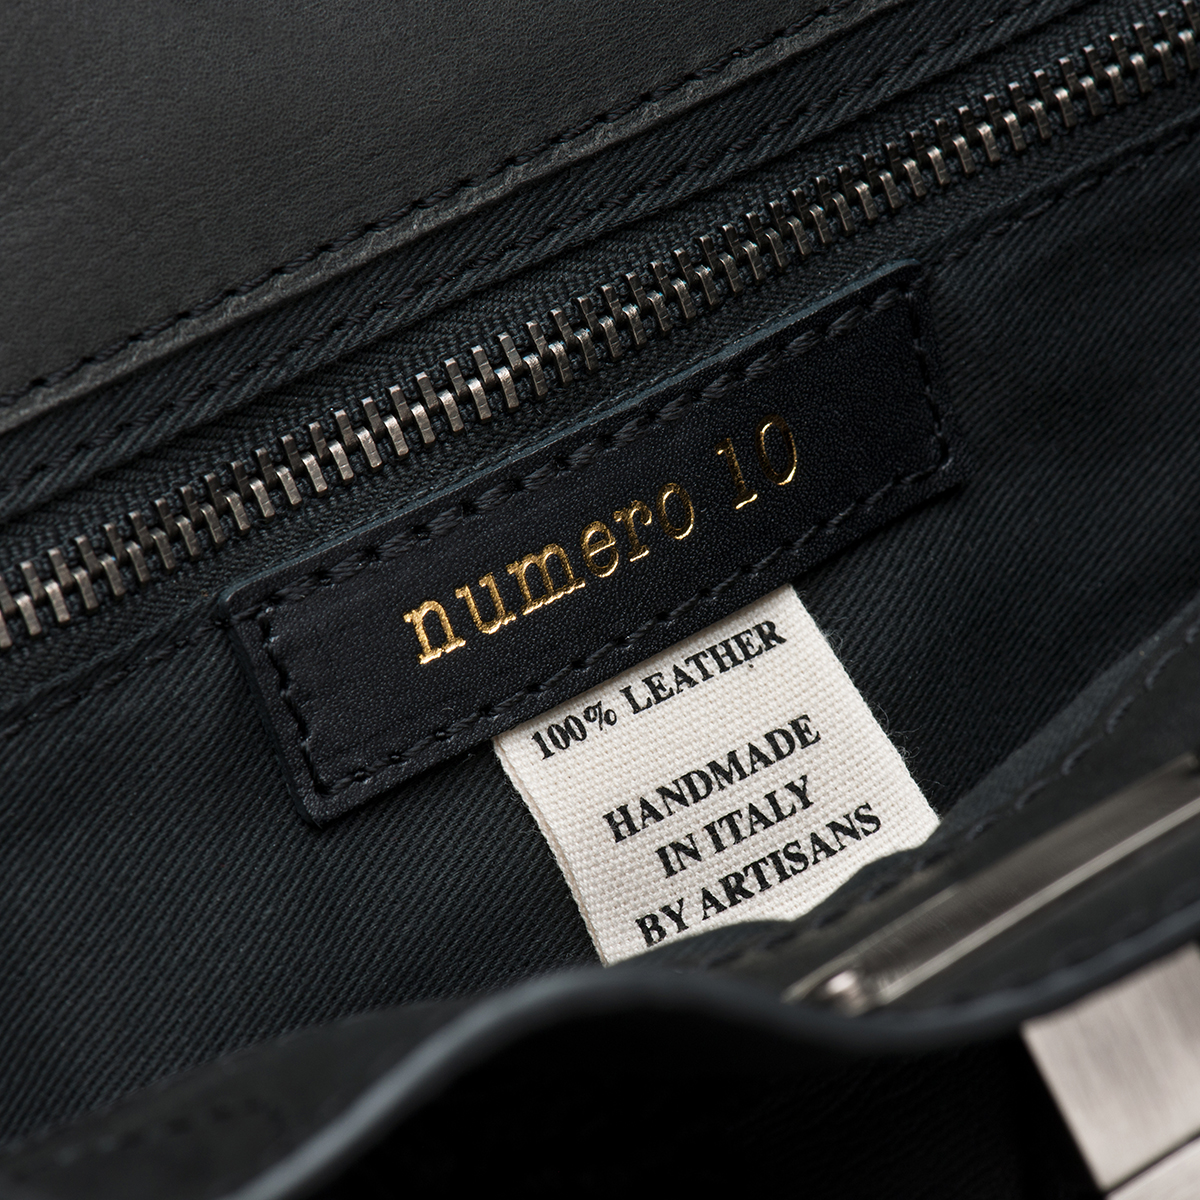 numero 10
100% LEATHER
HANDMADE
IN ITALY
BY ARTISANS